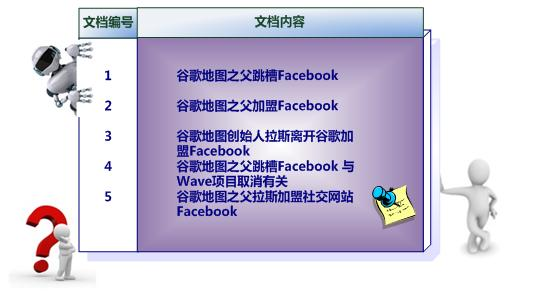 文档编号 文档内容
1 谷歌地图之父跳槽Facebook
2 谷歌地图之父加盟Facebook
3 谷歌地图创始人拉斯离开谷歌加
盟Facebook
4 谷歌地图之父跳槽Facebook 与
Wave项目取消有关
5 谷歌地图之父拉斯加盟社交网站
Facebook